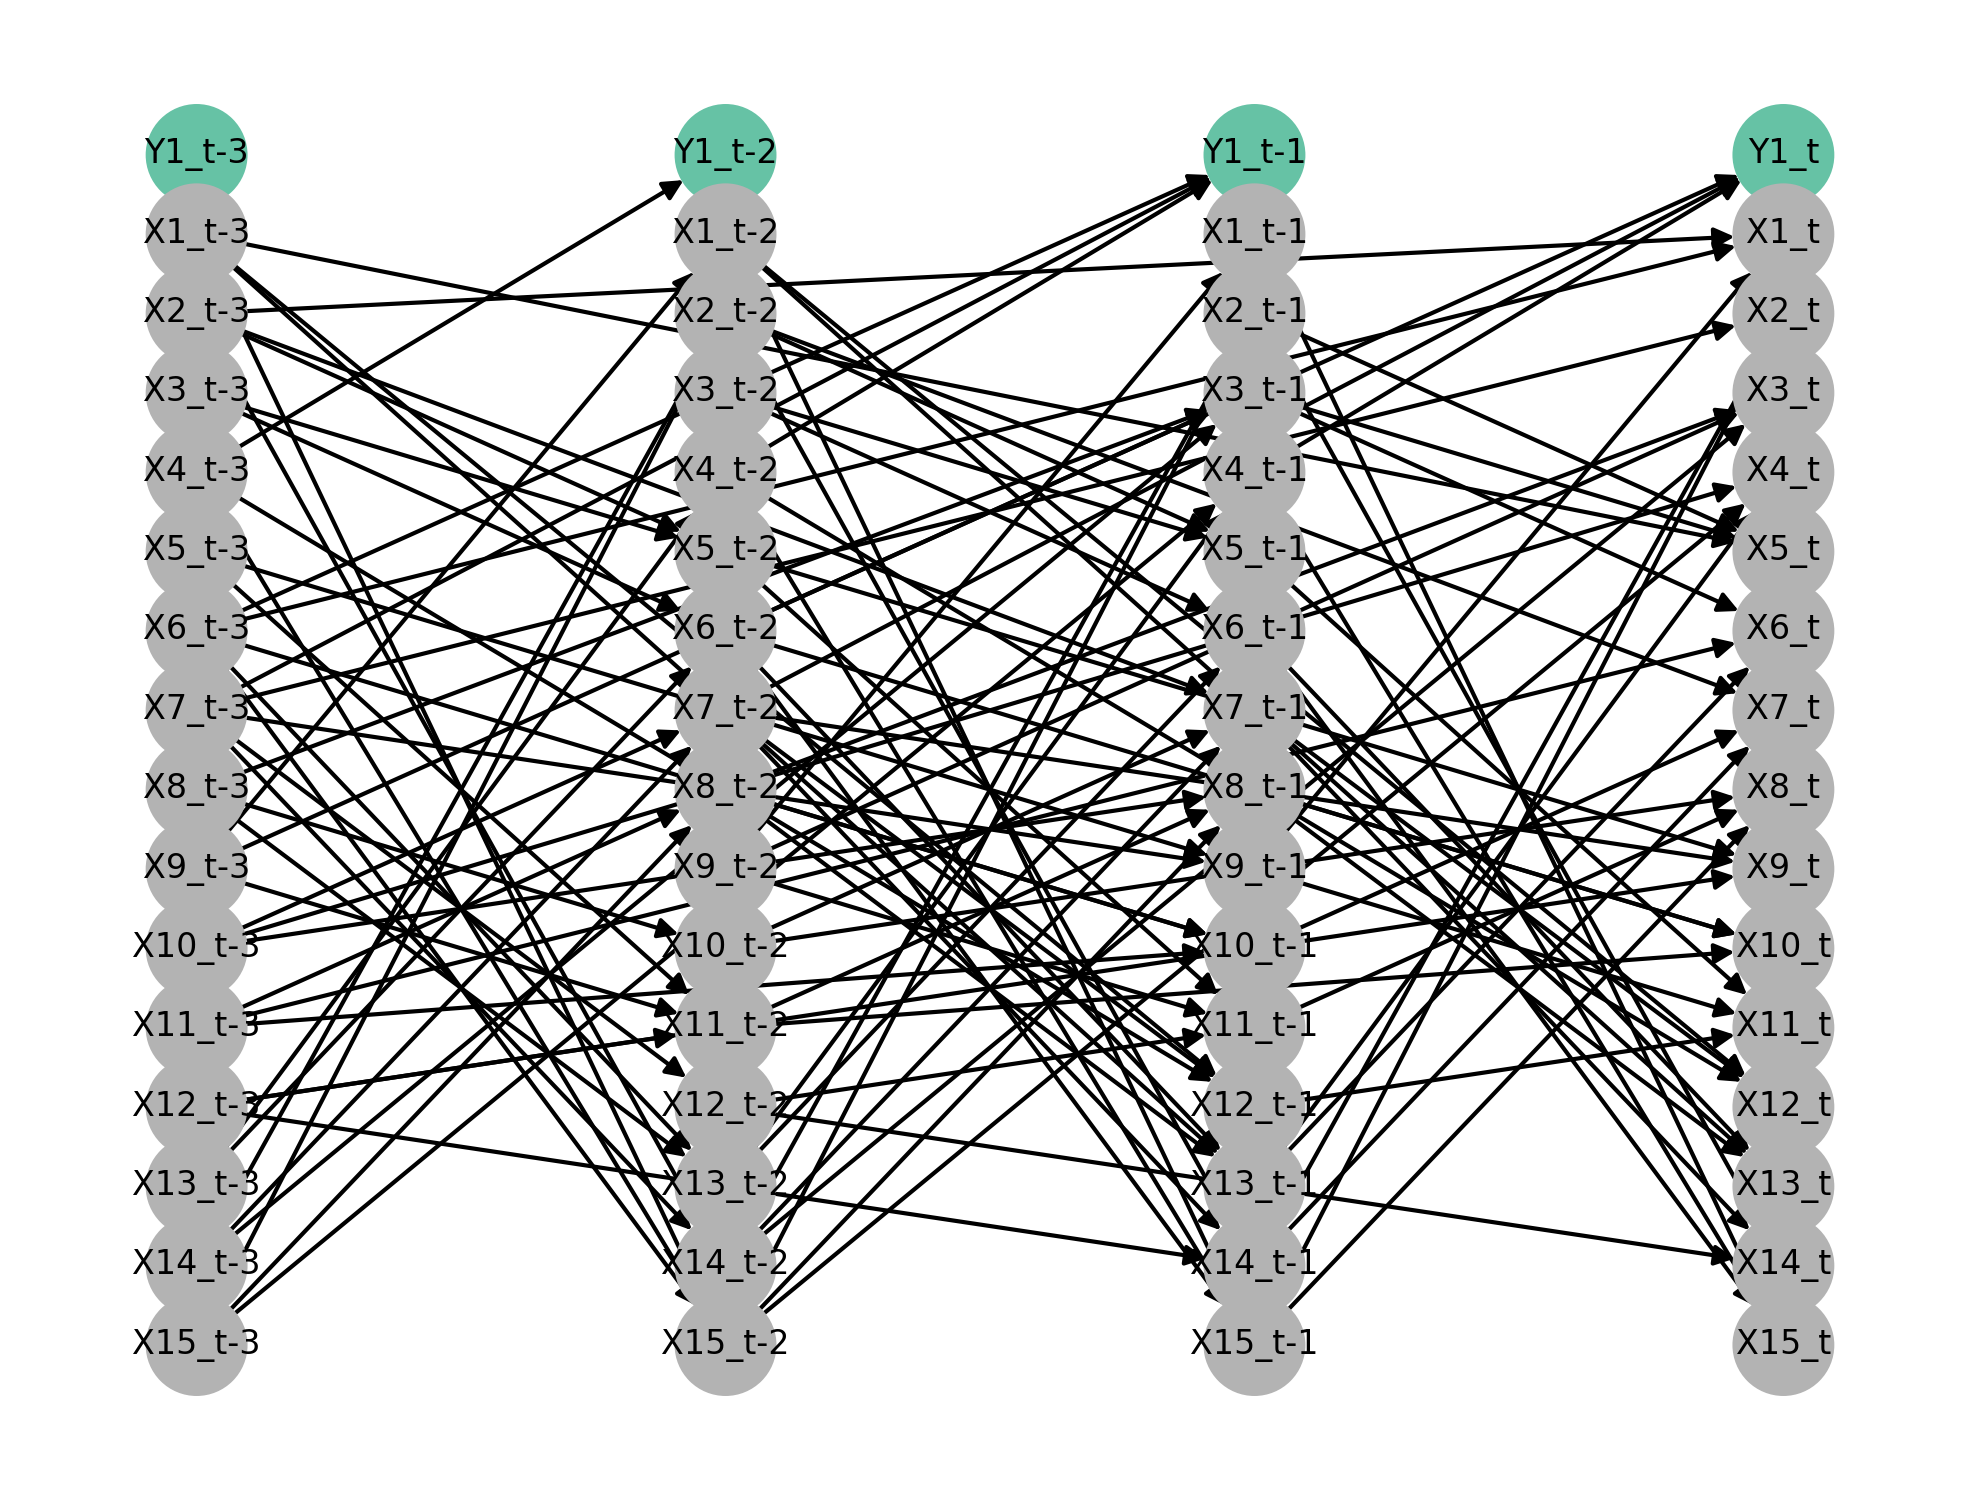 Y1_t-3 Y1_t-2 Y1_t-1 Y1_t
X1_t-3 X1_t-2 X1_t-1 X1_t
X2_t-3 X2_t-2 X2_t-1 X2_t
X3_t-3 X3_t-2 X3_t-1 X3_t
X4_t-3 X4_t-2 X4_t-1 X4_t
X5_t-3 X5_t-2 X5_t-1 X5_t
X6_t-3 X6_t-2 X6_t-1 X6_t
X7_t-3 X7_t-2 X7_t-1 X7_t
X8_t-3 X8_t-2 X8_t-1 X8_t
X9_t-3 X9_t-2 X9_t-1 X9_t
X10_t-3 X10_t-2 X10_t-1 X10_t
X11_t-3 X11_t-2 X11_t-1 X11_t
X12_t-3 X12_t-2 X12_t-1 X12_t
X13_t-3 X13_t-2 X13_t-1 X13_t
X14_t-3 X14_t-2 X14_t-1 X14_t
X15_t-3 X15_t-2 X15_t-1 X15_t